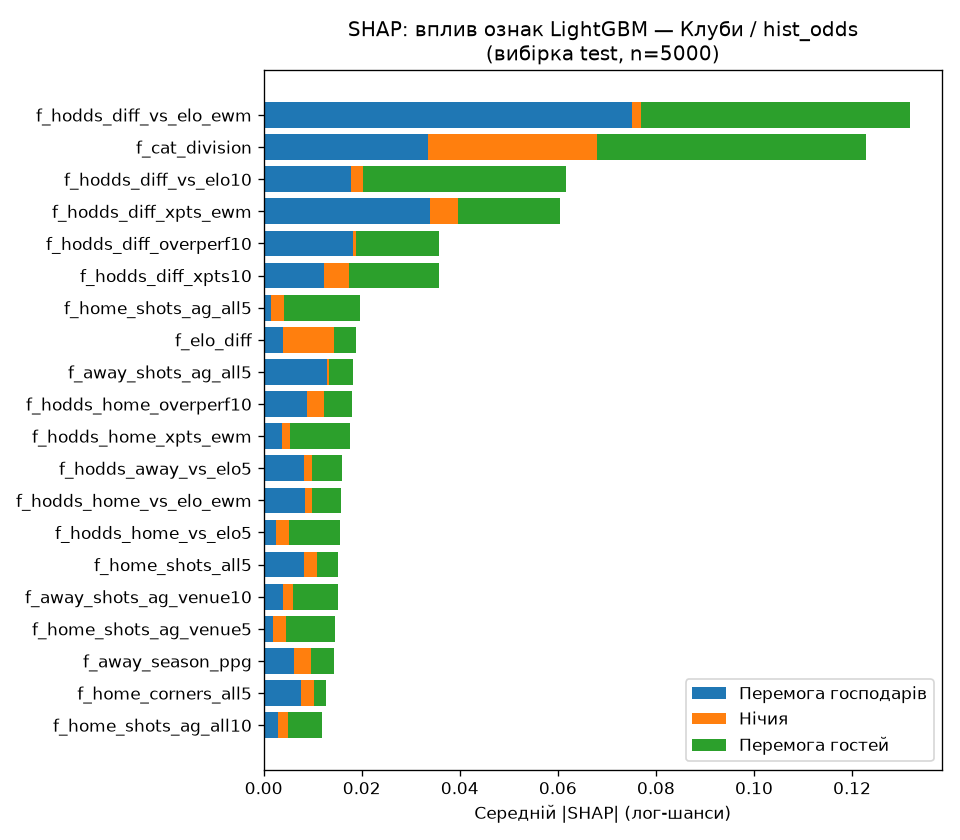 SHAP: вплив ознак LightGBM — Клуби / hist_odds
(вибірка test, n=5000)
f_hodds_diff_vs_elo_ewm
f_cat_division
f_hodds_diff_vs_elo10
f_hodds_diff_xpts_ewm
f_hodds_diff_overperf10
f_hodds_diff_xpts10
f_home_shots_ag_all5
f_elo_diff
f_away_shots_ag_all5
f_hodds_home_overperf10
f_hodds_home_xpts_ewm
f_hodds_away_vs_elo5
f_hodds_home_vs_elo_ewm
f_hodds_home_vs_elo5
f_home_shots_all5
f_away_shots_ag_venue10
f_home_shots_ag_venue5
f_away_season_ppg
f_home_corners_all5
f_home_shots_ag_all10
Перемога господарів
Нічия
Перемога гостей
0.00 0.02 0.04 0.06 0.08 0.10 0.12
Середній |SHAP| (лог-шанси)